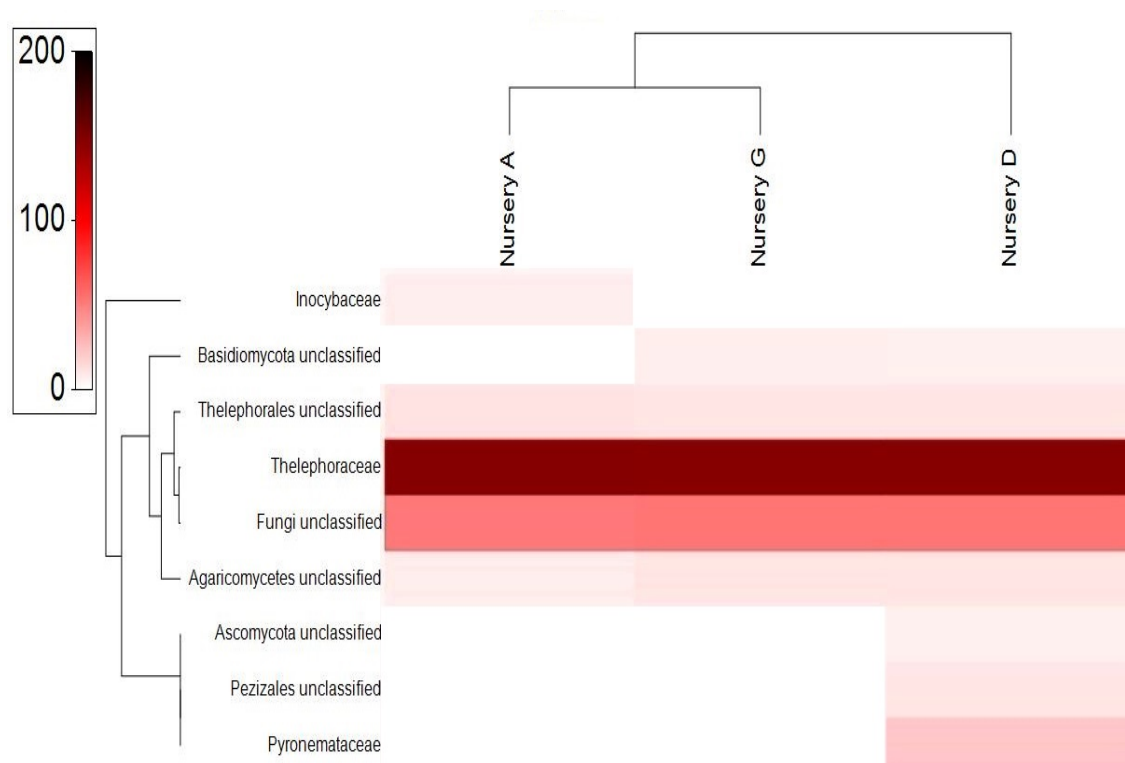 200
100
0
Nursery A
Nursery G
Nursery D
Inocybaceae
Basidiomycota unclassified
Thelephorales unclassified
Thelephoraceae
Fungi unclassified
Agaricomycetes unclassified
Ascomycota unclassified
Pezizales unclassified
Pyronemataceae